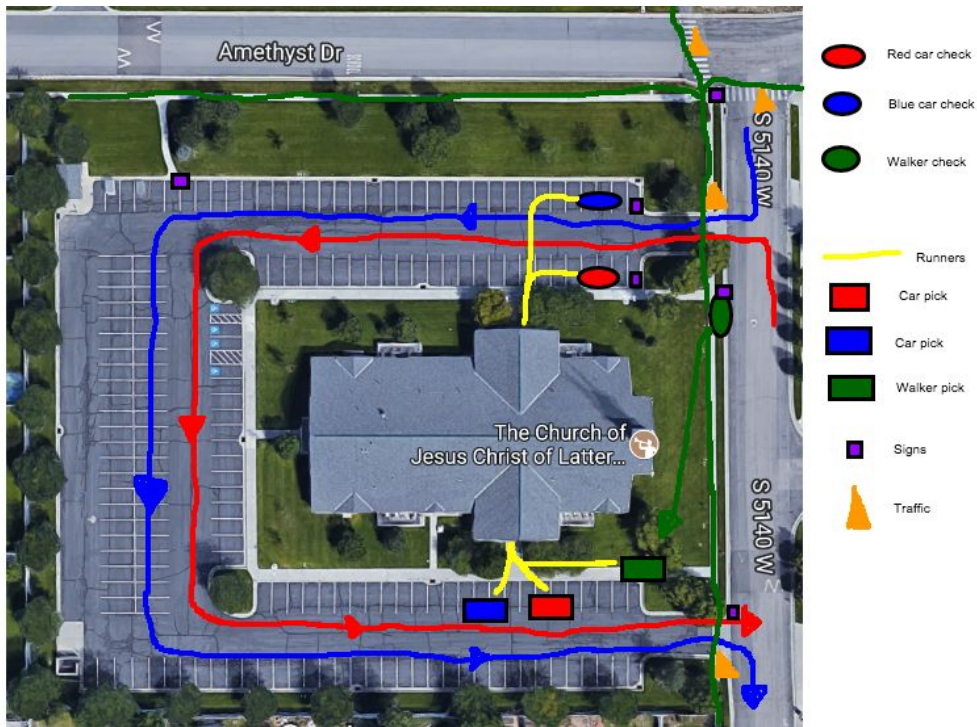 Amethyst Dr
S 5140 W
The Church of
Jesus Christ of Latter...
S 5140 W
Red car check
Blue car check
Walker check
Runners
Car pick
Car pick
Walker pick
Signs
Traffic